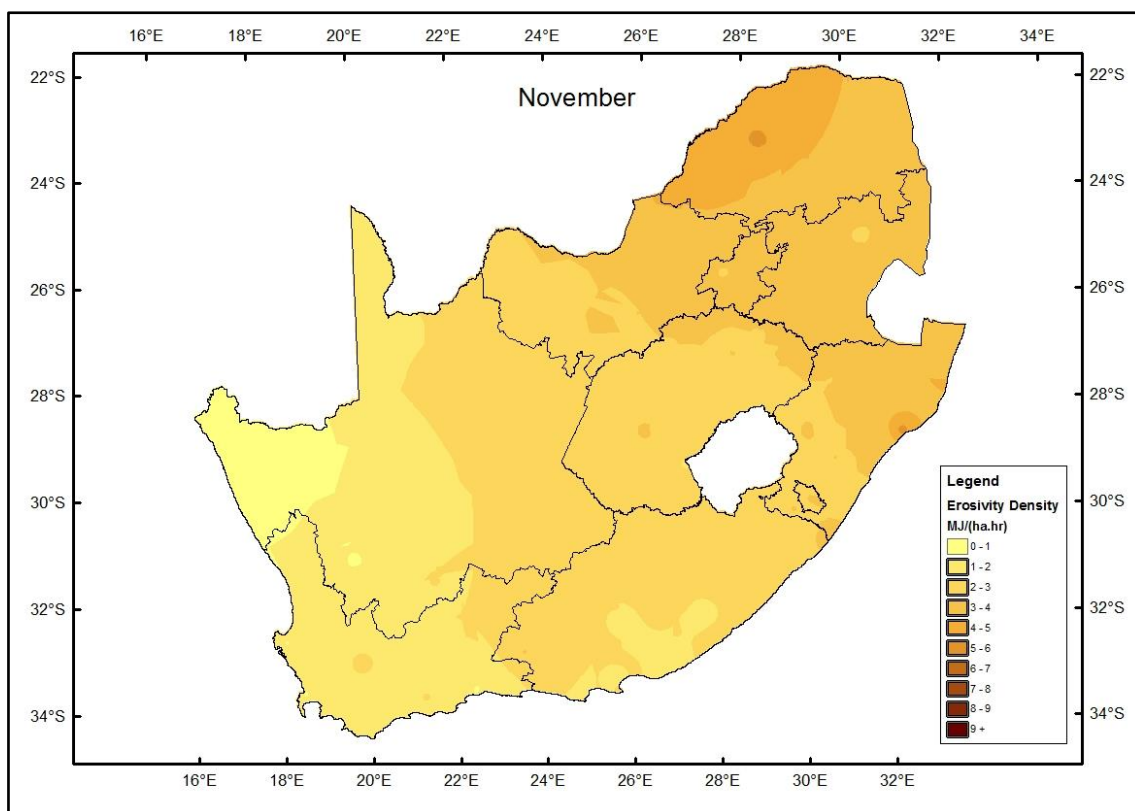 16°E 18°E 20°E 22°E 24°E 26°E 28°E 30°E 32°E 34°E
November
22°S 22°S
24°S 24°S
26°S 26°S
28°S 28°S
30°S 30°S
32°S 32°S
34°S 34°S
Legend
Erosivity Density
MJ/(ha.hr)
0 - 1
1 - 2
2 - 3
3 - 4
4 - 5
5 - 6
6 - 7
7 - 8
8 - 9
9 +
16°E 18°E 20°E 22°E 24°E 26°E 28°E 30°E 32°E